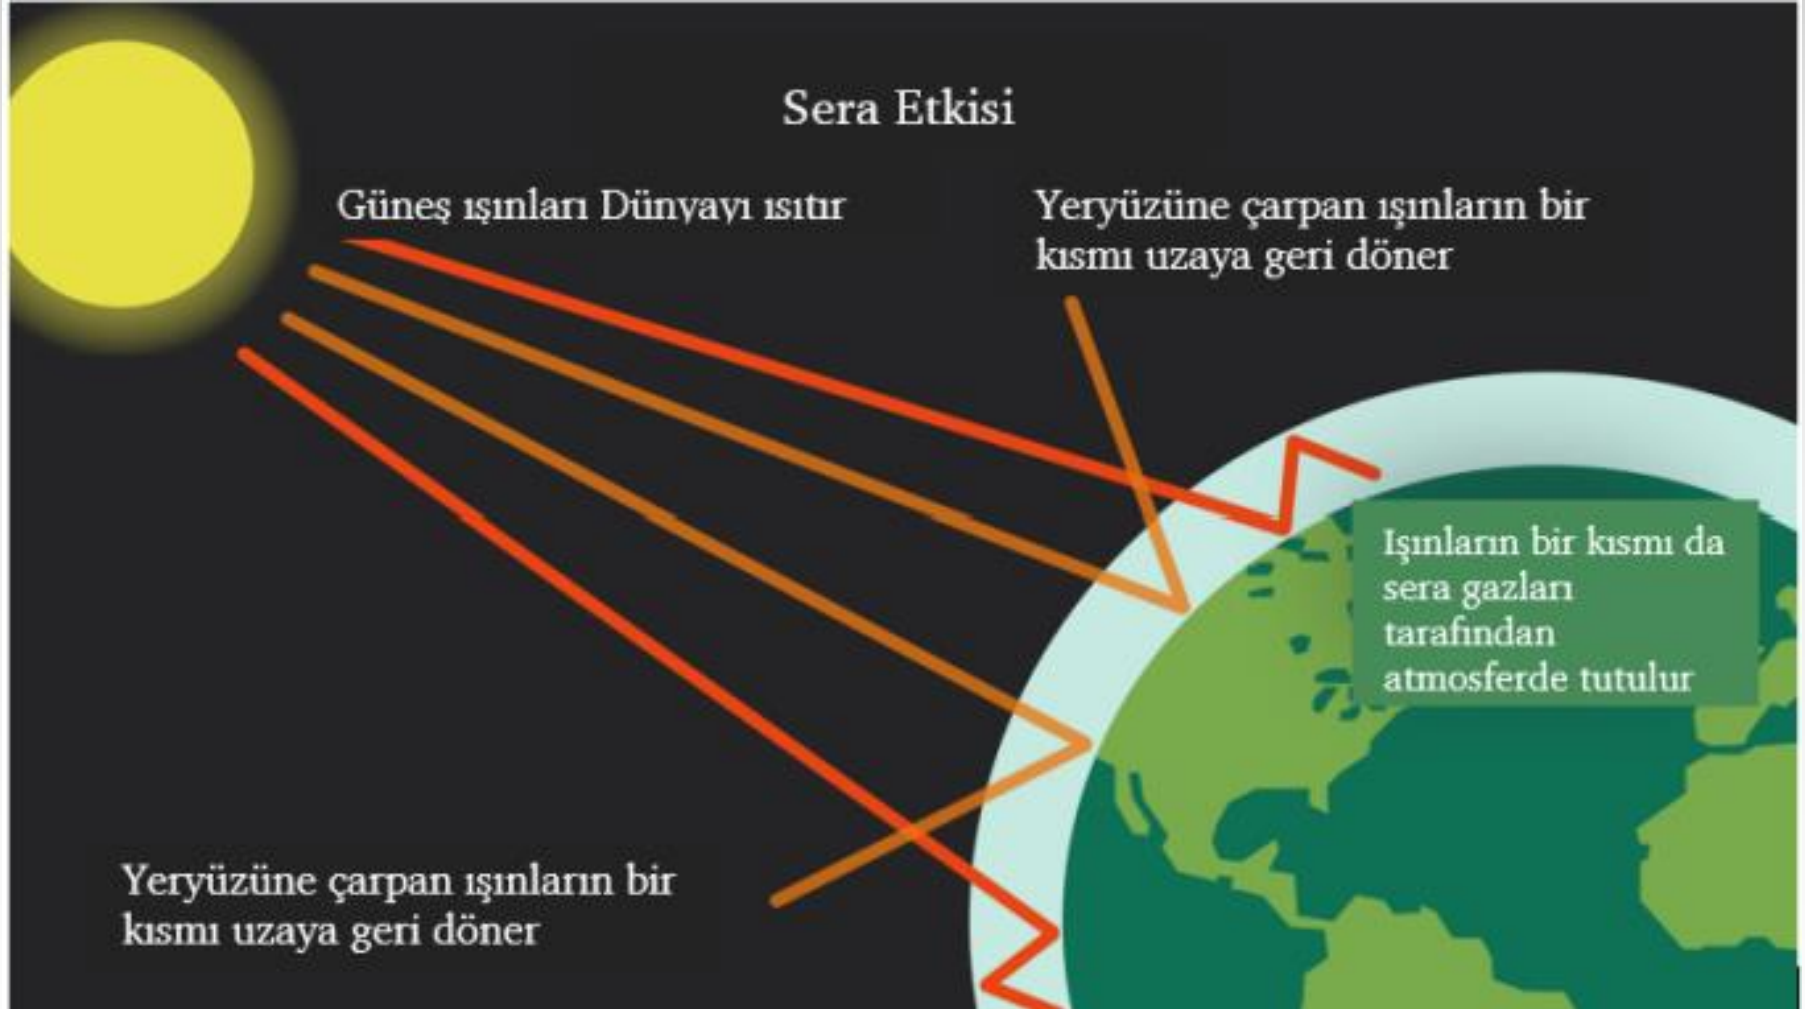 Sera Etkisi
Güneş ışınları Dünyayı ısıtır
Yeryüzüne çarpan ışınların bir
kısmı uzaya geri döner
Işınların bir kısmı da
sera gazları
tarafından
atmosferde tutulur
Yeryüzüne çarpan ışınların bir
kısmı uzaya geri döner